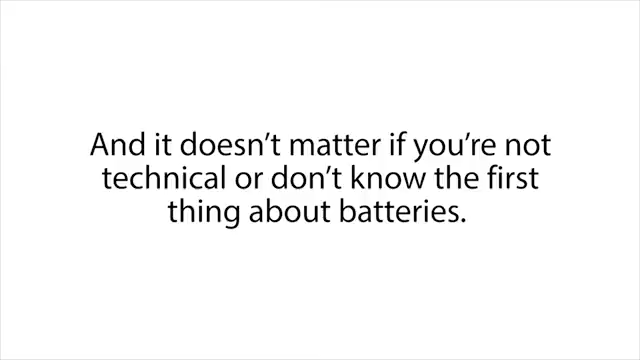 And it doesn’t matter if you’re not
technical or don’t know the first
thing about batteries.